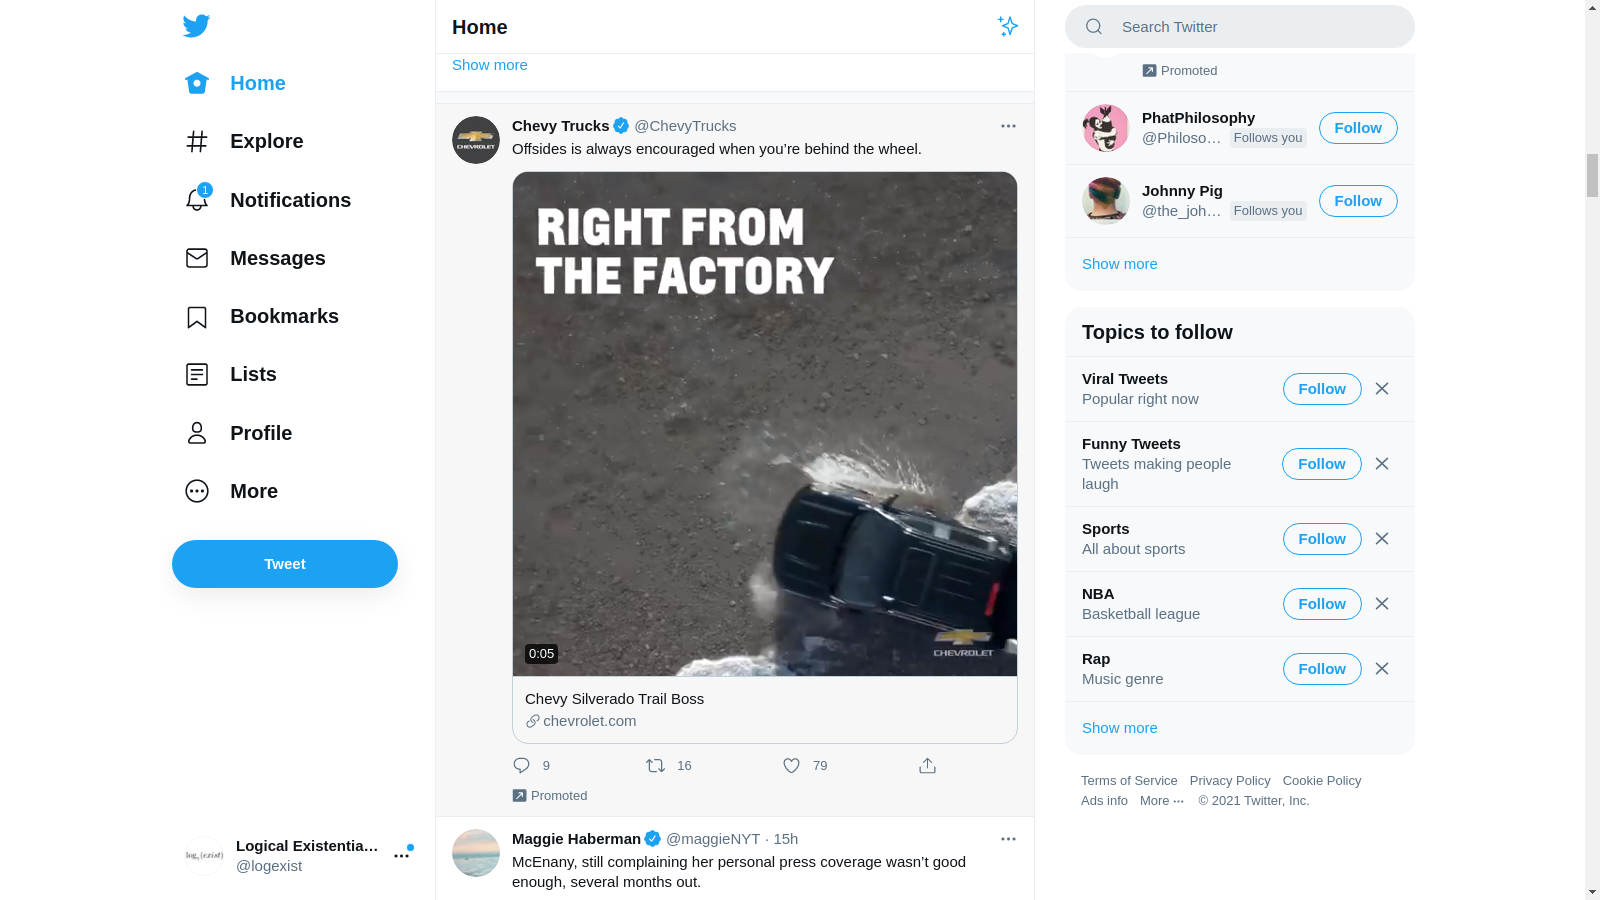 Home
Explore
1
Notifications
Messages
Bookmarks
Lists
Profile
More
Tweet
Logical Existentia...
@logexist
Home
Show more
Chevy Trucks @ChevyTrucks
Offsides is always encouraged when you’re behind the wheel.
CHEVROLET
RIGHT FROM
THE FACTORY
CHEVROLET
0:05
Chevy Silverado Trail Boss
chevrolet.com
9 16 79
Promoted
Maggie Haberman @maggieNYT · 15h
McEnany, still complaining her personal press coverage wasn’t good
enough, several months out.
Search Twitter
Promoted
PhatPhilosophy
@Philoso... Follows you
Follow
Johnny Pig
@the_joh... Follows you
Follow
Show more
Topics to follow
Viral Tweets
Popular right now
Follow
Funny Tweets
Tweets making people
laugh
Follow
Sports
All about sports
Follow
NBA
Basketball league
Follow
Rap
Music genre
Follow
Show more
Terms of Service Privacy Policy Cookie Policy
Ads info More ··· © 2021 Twitter, Inc.